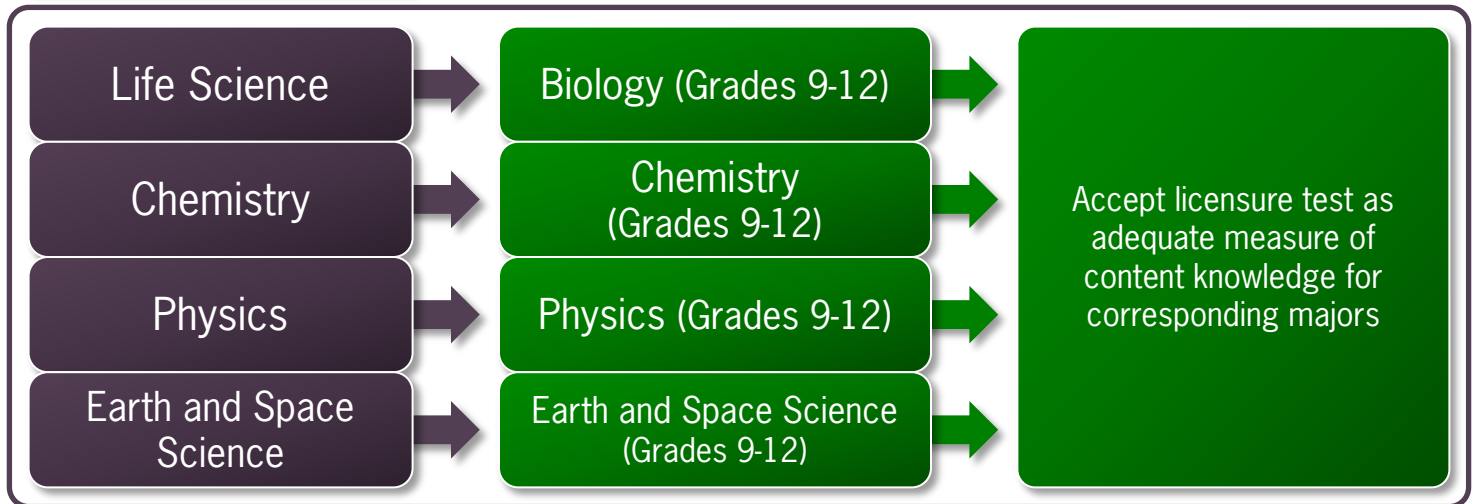 Life Science
Biology (Grades 9-12)
Chemistry
Chemistry
(Grades 9-12)
Physics
Physics (Grades 9-12)
Earth and Space
Science
Earth and Space Science
(Grades 9-12)
Accept licensure test as
adequate measure of
content knowledge for
corresponding majors